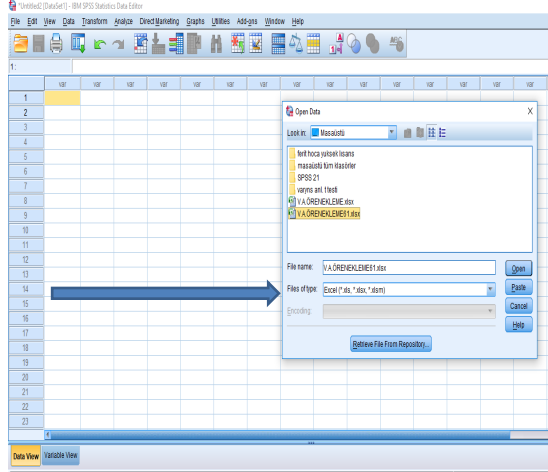 *Untitled2 [DataSet1] - IBM SPSS Statistics Data Editor
File Edit View Data Transform Analyze Direct Marketing Graphs Utilities Add-ons Window Help
1:
var var var var var var var var var var var var var
1
2
3
4
5
6
7
8
9
10
11
12
13
14
15
16
17
18
19
20
21
22
23
Open Data X
Look in: Masaüstü
ferit hoca yuksek lisans
masaüstü tüm klasörler
SPSS 21
varyns anl. t testi
V.A.ÖRENEKLEME.xlsx
V.A.ÖRENEKLEME61.xlsx
File name: V.A.ÖRENEKLEME61.xlsx Open
Files of type: Excel (*.xls, *.xlsx, *.xlsm) Paste
Encoding: Cancel
Help
Retrieve File From Repository...
Data View Variable View